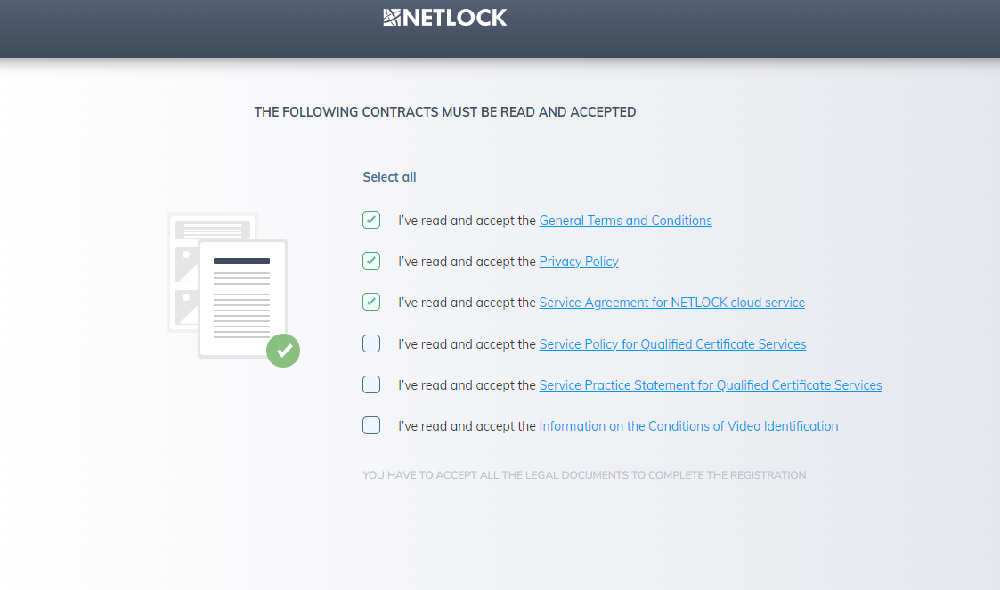 NETLOCK
THE FOLLOWING CONTRACTS MUST BE READ AND ACCEPTED
Select all
I've read and accept the General Terms and Conditions
I've read and accept the Privacy Policy
I've read and accept the Service Agreement for NETLOCK cloud service
I've read and accept the Service Policy for Qualified Certificate Services
I've read and accept the Service Practice Statement for Qualified Certificate Services
I've read and accept the Information on the Conditions of Video Identification
YOU HAVE TO ACCEPT ALL THE LEGAL DOCUMENTS TO COMPLETE THE REGISTRATION